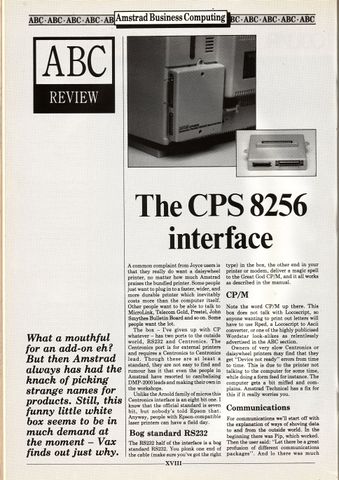 ABC · ABC · ABC · AB
Amstrad Business Computing
BC · ABC · ABC · ABC · ABC
ABC
REVIEW
The CPS 8256
interface
What a mouthful
for an add-on eh?
But then Amstrad
always has had the
knack of picking
strange names for
products. Still, this
funny little white
box seems to be in
much demand at
the moment – Vax
finds out just why.
A common complaint from Joyce users is
that they really do want a daisywheel
printer, no matter how much Amstrad
praises the bundled printer. Some people
just want to plug in to a faster, wider, and
more durable printer which inevitably
costs more than the computer itself.
Other people want to be able to talk to
MicroLink, Telecom Gold, Prestel, John
Smythes Bulletin Board and so on. Some
people want the lot.
The box – I've given up with CP
whatever – has two ports to the outside
world, RS232 and Centronics. The
Centronics port is for external printers
and requires a Centronics to Centronics
lead. Though these are at least a
standard, they are not easy to find and
rumour has it that even the people in
Amstrad have resorted to cannibalising
DMP-2000 leads and making their own in
the workshops.
Unlike the Arnold family of micros this
Centronics interface is an eight bit one. I
know that the official standard is seven
bit, but nobody's told Epson that.
Anyway, people with Epson-compatible
laser printers can have a field day.
Bog standard RS232
The RS232 half of the interface is a bog
standard RS232. You plonk one end of
the cable (make sure you've got the right
type) in the box, the other end in your
printer or modem, deliver a magic spell
to the Great God CP/M, and it all works
as described in the manual.
CP/M
Note the word CP/M up there. This
box does not talk with Locoscript, so
anyone wanting to print out letters will
have to use Rped, a Locoscript to Ascii
converter or one of the highly publicised
Wordstar look-alikes so relentlessly
advertised in the ABC section.
Owners of very slow Centronics or
daisywheel printers may find that they
get "Device not ready" errors from time
to time. This is due to the printer not
talking to the computer for some time,
while doing a form feed for instance. The
computer gets a bit miffed and com-
plains. Amstrad Technical has a fix for
this if it really worries you.
Communications
For communications we'll start off with
the explanation of ways of shoving data
to and from the outside world. In the
beginning there was Pip, which worked.
Then the user said: "Let there be a great
profusion of different communications
packages". And lo there was much
XVIII